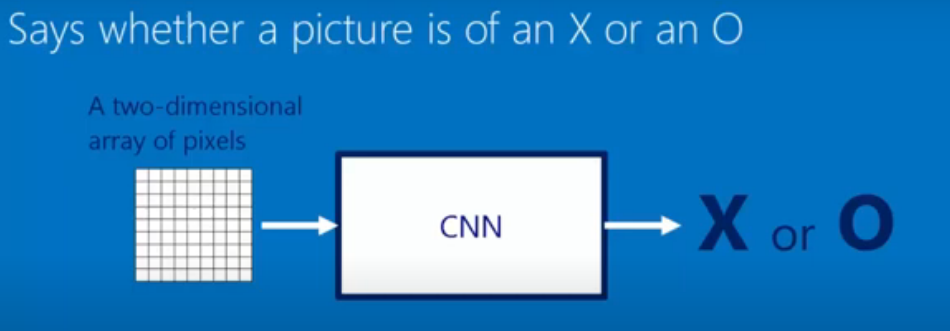 Says whether a picture is of an X or an O
A two-dimensional
array of pixels
CNN
X or O